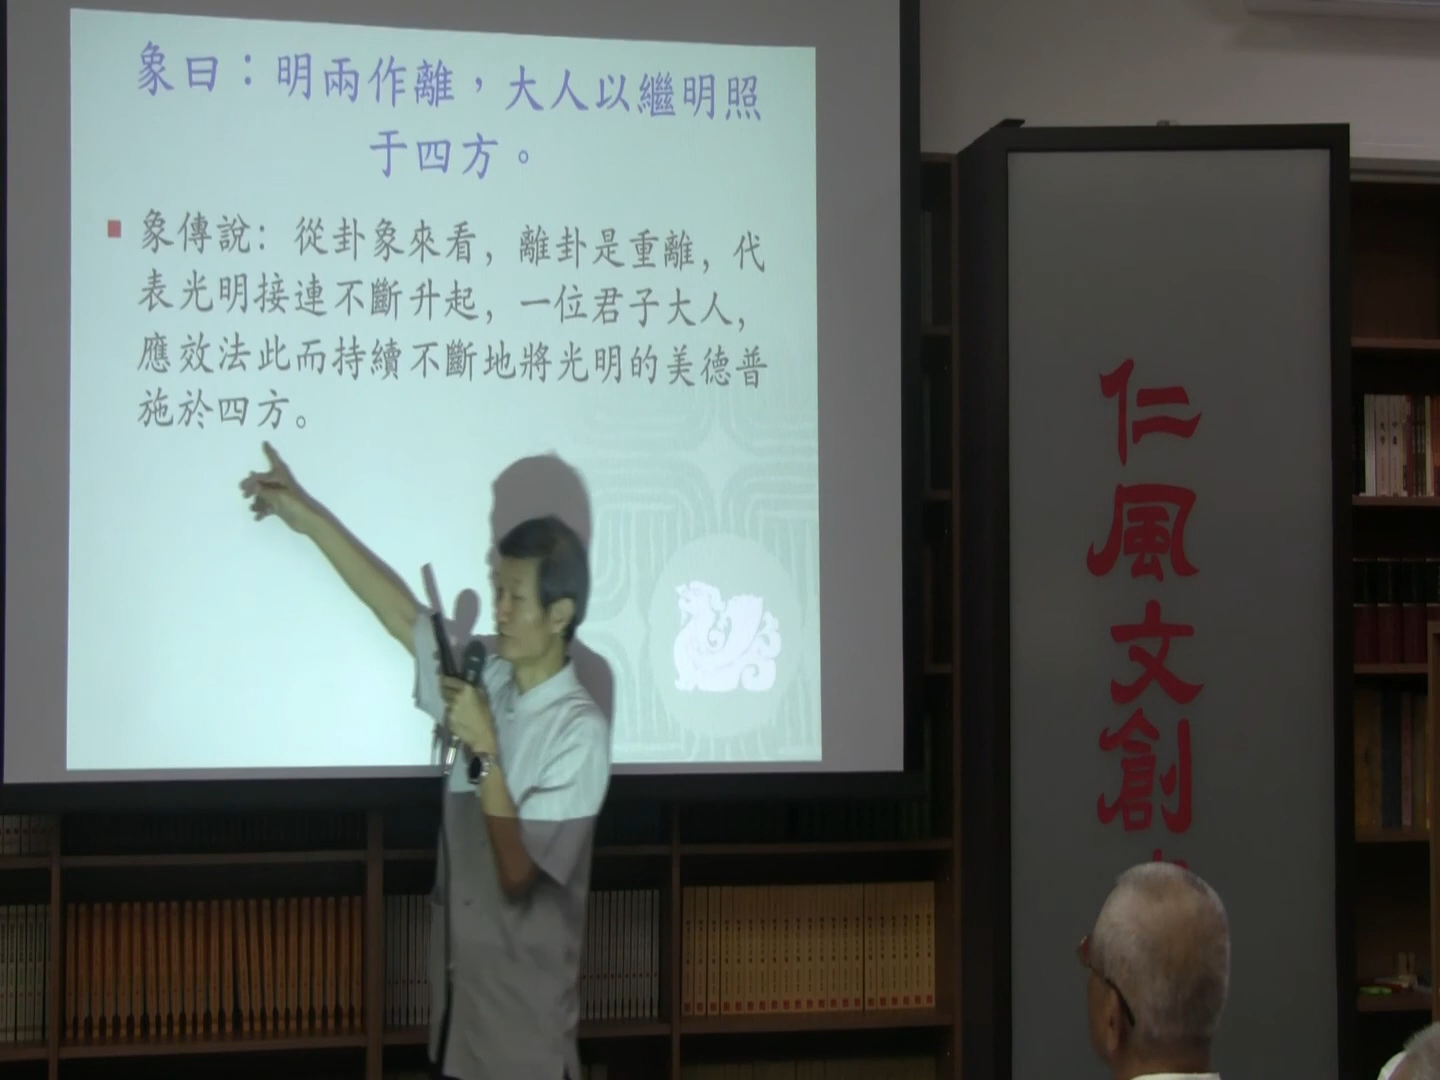 象曰：明兩作離，大人以繼明照
于四方。
象傳說：從卦象來看，離卦是重離，代
表光明接連不斷升起，一位君子大人，
應效法此而持續不斷地將光明的美德普
施於四方。
仁風文創